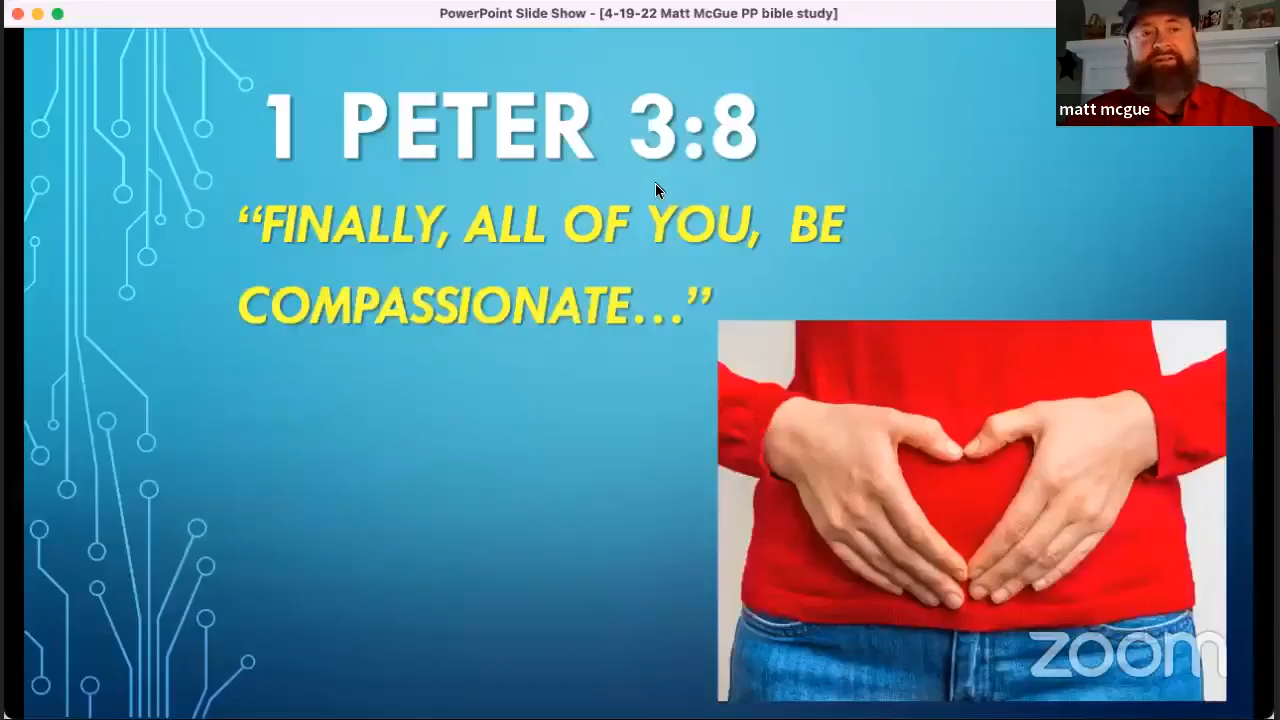 PowerPoint Slide Show - [4-19-22 Matt McGue PP bible study]
matt mcgue
1 PETER 3:8
“FINALLY, ALL OF YOU, BE
COMPASSIONATE...”
zoom